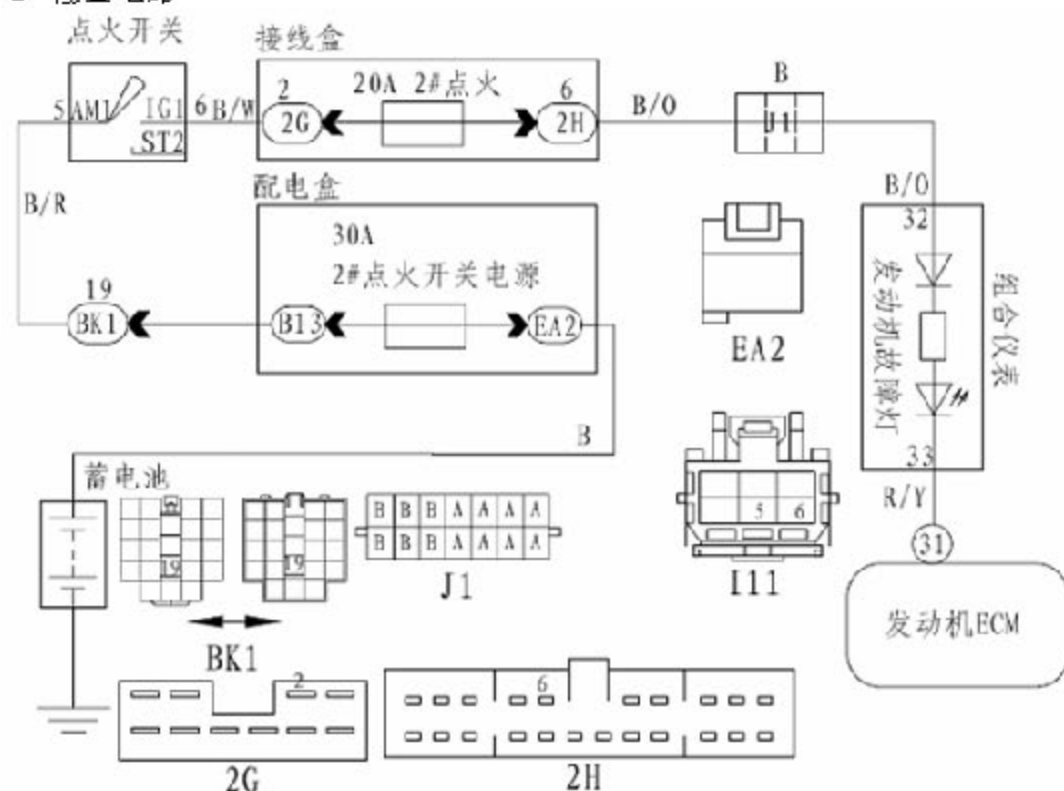 点火开关
接线盒
5 AM1 IG1 6 B/W
ST2
2
2G
20A 2#点火
6
2H
B/O
B
J1
B/R
配电盒
30A
2#点火开关电源
19
BK1
B13
EA2
B
EA2
B/O
32
发动机故障灯
组合仪表
33
R/Y
31
发动机ECM
蓄电池
19
19
BK1
B B B A A A A
B B B A A A A
J1
5 6
I11
2
2G
6
2H